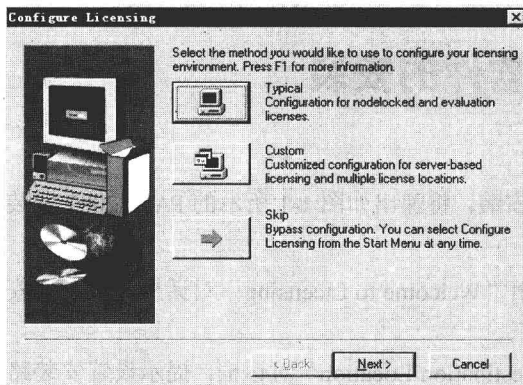 Configure Licensing
Select the method you would like to use to configure your licensing
environment. Press F1 for more information.
Typical
Configuration for nodelocked and evaluation
licenses.
Custom
Customized configuration for server-based
licensing and multiple license locations.
Skip
Bypass configuration. You can select Configure
Licensing from the Start Menu at any time.
< Back
Next >
Cancel